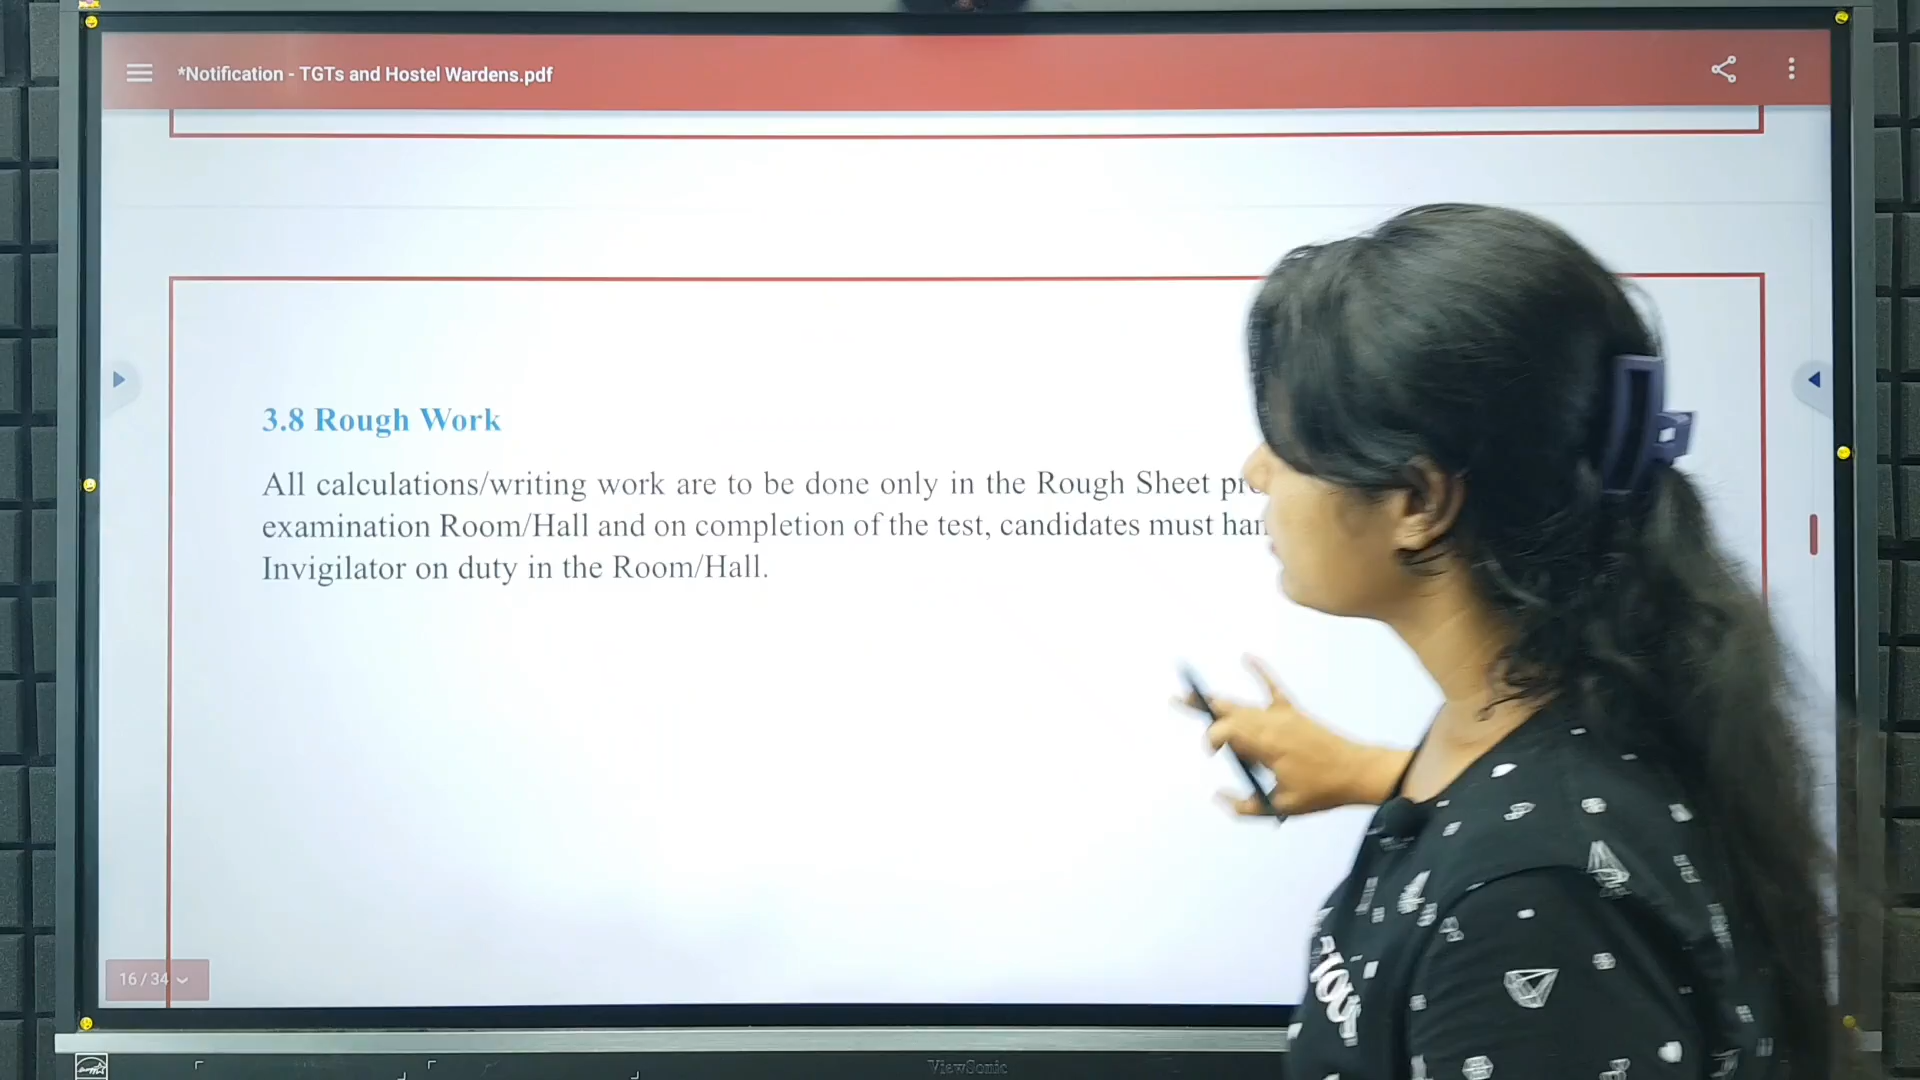 *Notification - TGTs and Hostel Wardens.pdf
3.8 Rough Work
All calculations/writing work are to be done only in the Rough Sheet
examination Room/Hall and on completion of the test, candidates must
Invigilator on duty in the Room/Hall.
16 / 34
ViewSonic